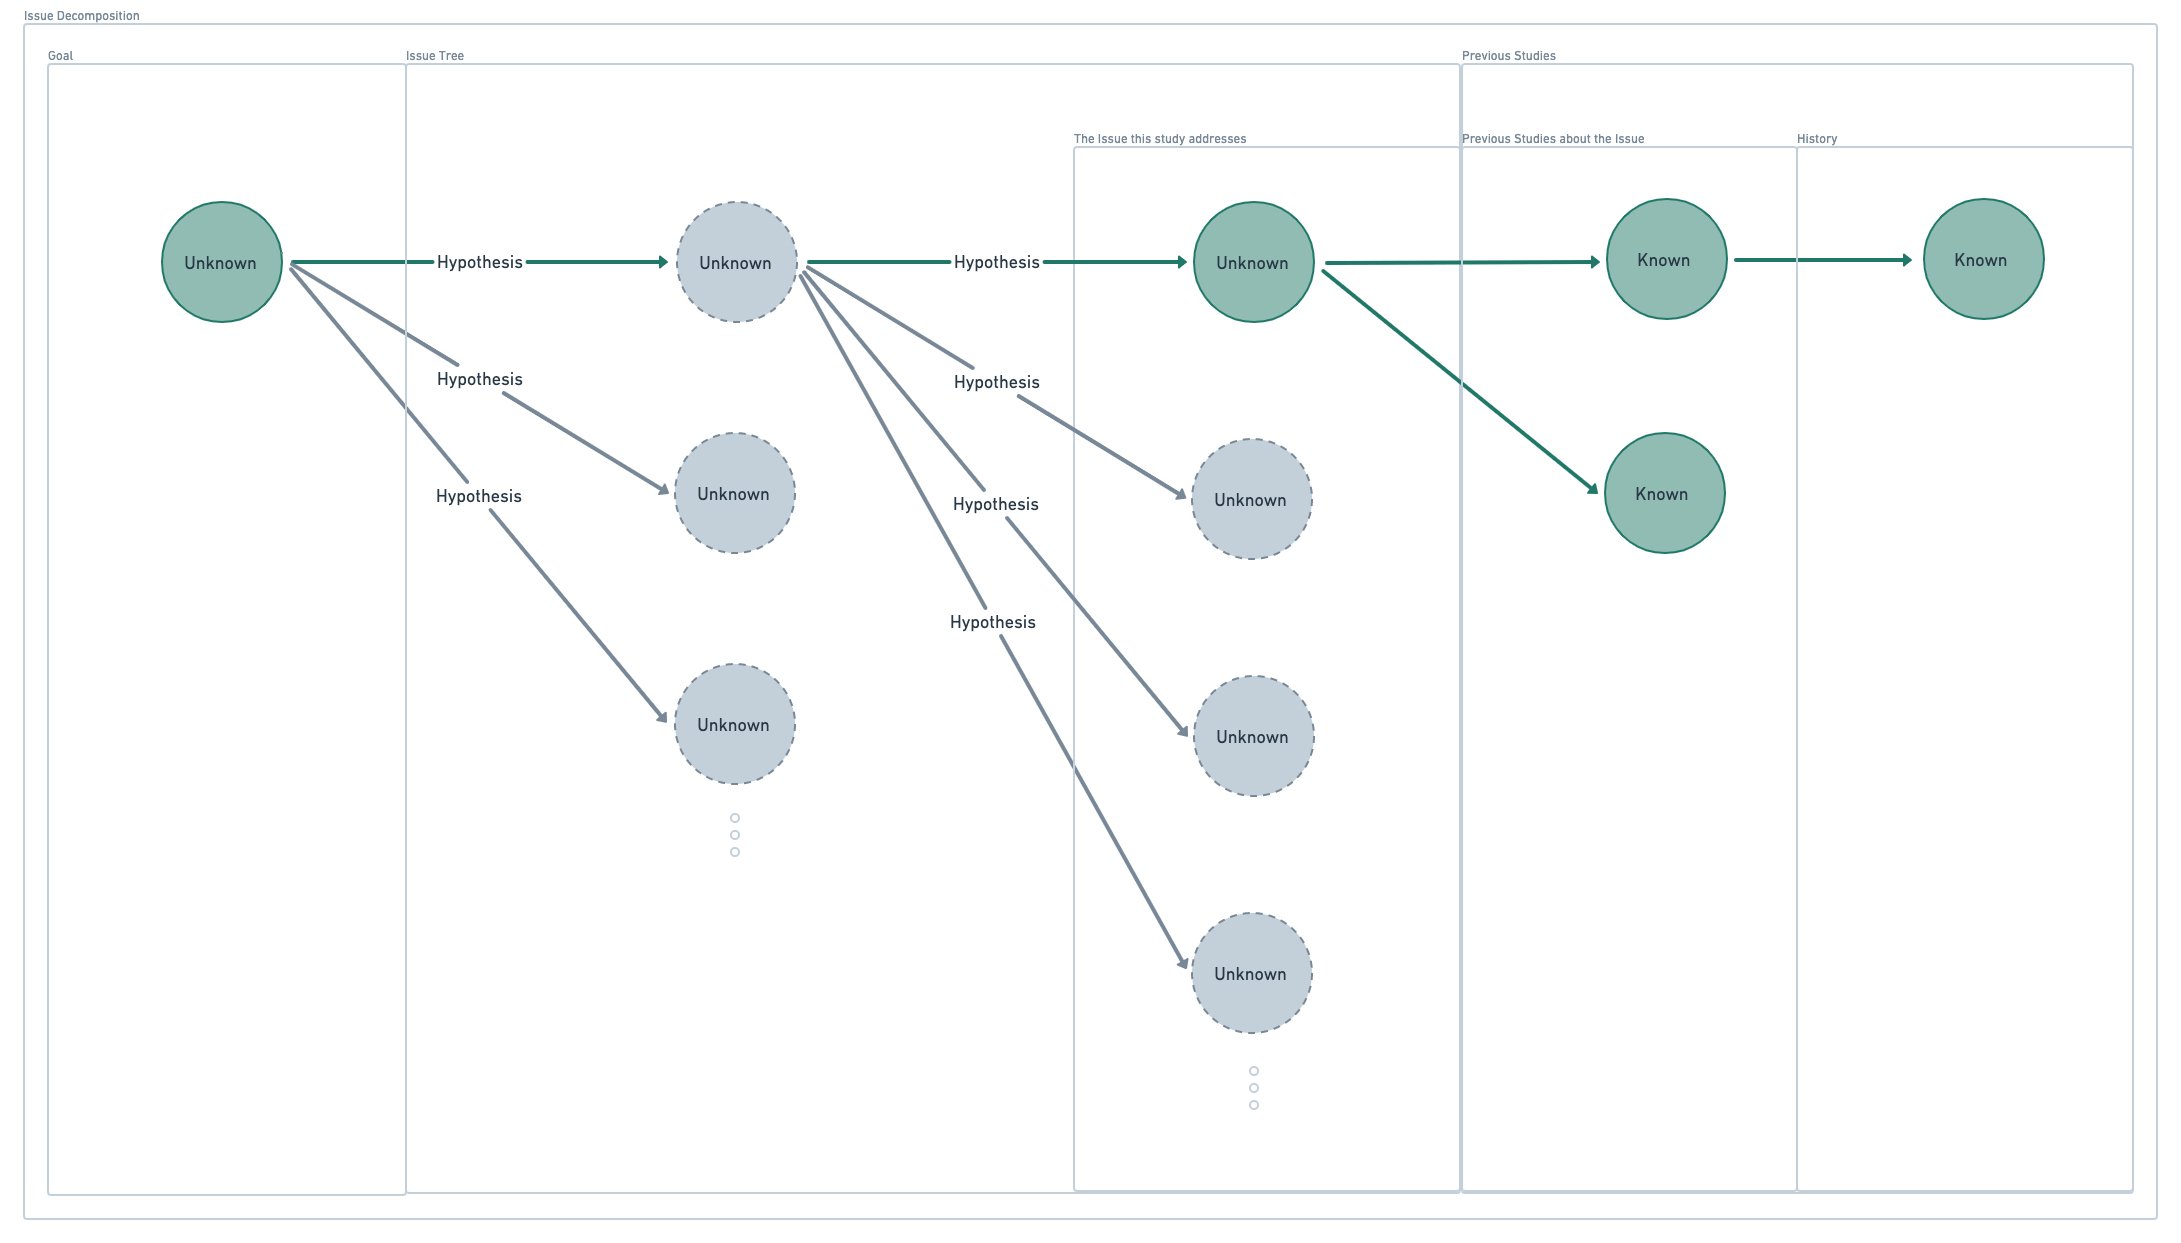 Issue Decomposition
Goal
Issue Tree
Previous Studies
The Issue this study addresses
Previous Studies about the Issue
History
Unknown
Hypothesis
Unknown
Hypothesis
Unknown
Known
Known
Hypothesis
Hypothesis
Unknown
Hypothesis
Unknown
Known
Hypothesis
Hypothesis
Unknown
Unknown
Unknown